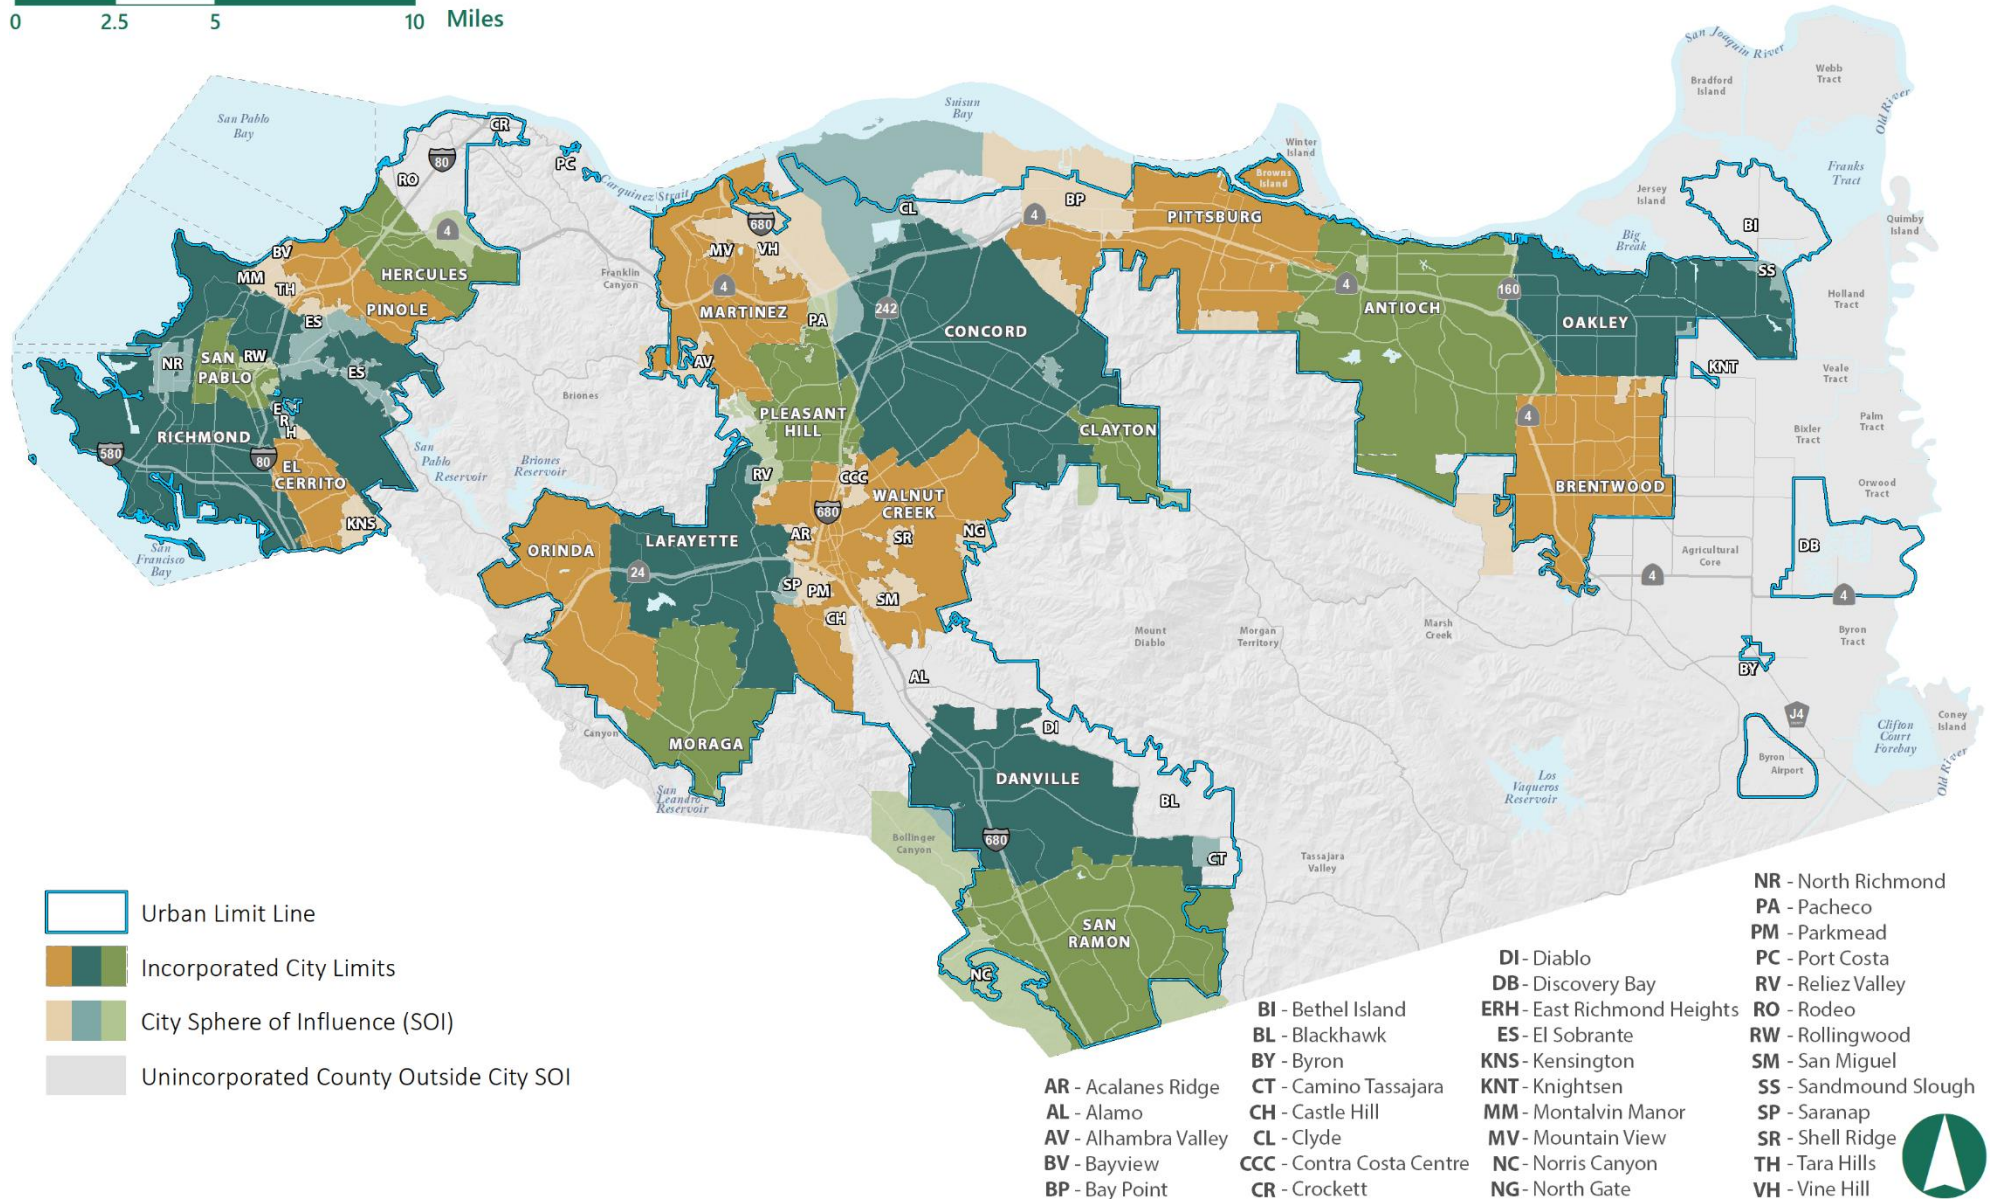 0 2.5 5 10 Miles
San Joaquin River
Bradford
Island
Webb
Tract
Old River
San Pablo
Bay
Suisun
Bay
CR
80
PC
RO
Carquinez Strait
Winter
Island
Browns
Island
Franks
Tract
Jersey
Island
Quimby
Island
BI
Big
Break
4
CL
BP
4
PITTSBURG
680
MV
VH
BV
MM
TH
HERCULES
PINOLE
ES
Franklin
Canyon
4
MARTINEZ
PA
242
CONCORD
4
ANTIOCH
160
OAKLEY
SS
Holland
Tract
NR
SAN
PABLO
RW
ES
AV
KNT
Veale
Tract
Briones
ERH
PLEASANT
HILL
CLAYTON
4
Palm
Tract
Bixler
Tract
RICHMOND
580
80
EL
CERRITO
KNS
San
Pablo
Reservoir
Briones
Reservoir
RV
CCC
WALNUT
CREEK
680
BRENTWOOD
Orwood
Tract
San
Francisco
Bay
ORINDA
LAFAYETTE
24
AR
SR
NG
SP
PM
SM
CH
DB
Agricultural
Core
4
4
Mount
Diablo
Morgan
Territory
Marsh
Creek
Byron
Tract
BY
AL
Canyon
MORAGA
DI
DANVILLE
BL
J4
Clifton
Court
Forebay
Coney
Island
Old River
Byron
Airport
Los
Vaqueros
Reservoir
San
Leandro
Reservoir
Bollinger
Canyon
680
CT
Tassajara
Valley
SAN
RAMON
NC
Urban Limit Line
Incorporated City Limits
City Sphere of Influence (SOI)
Unincorporated County Outside City SOI
AR - Acalanes Ridge
AL - Alamo
AV - Alhambra Valley
BV - Bayview
BP - Bay Point
BI - Bethel Island
BL - Blackhawk
BY - Byron
CT - Camino Tassajara
CH - Castle Hill
CL - Clyde
CCC - Contra Costa Centre
CR - Crockett
DI - Diablo
DB - Discovery Bay
ERH - East Richmond Heights
ES - El Sobrante
KNS - Kensington
KNT - Knightsen
MM - Montalvin Manor
MV - Mountain View
NC - Norris Canyon
NG - North Gate
NR - North Richmond
PA - Pacheco
PM - Parkmead
PC - Port Costa
RV - Reliez Valley
RO - Rodeo
RW - Rollingwood
SM - San Miguel
SS - Sandmound Slough
SP - Saranap
SR - Shell Ridge
TH - Tara Hills
VH - Vine Hill